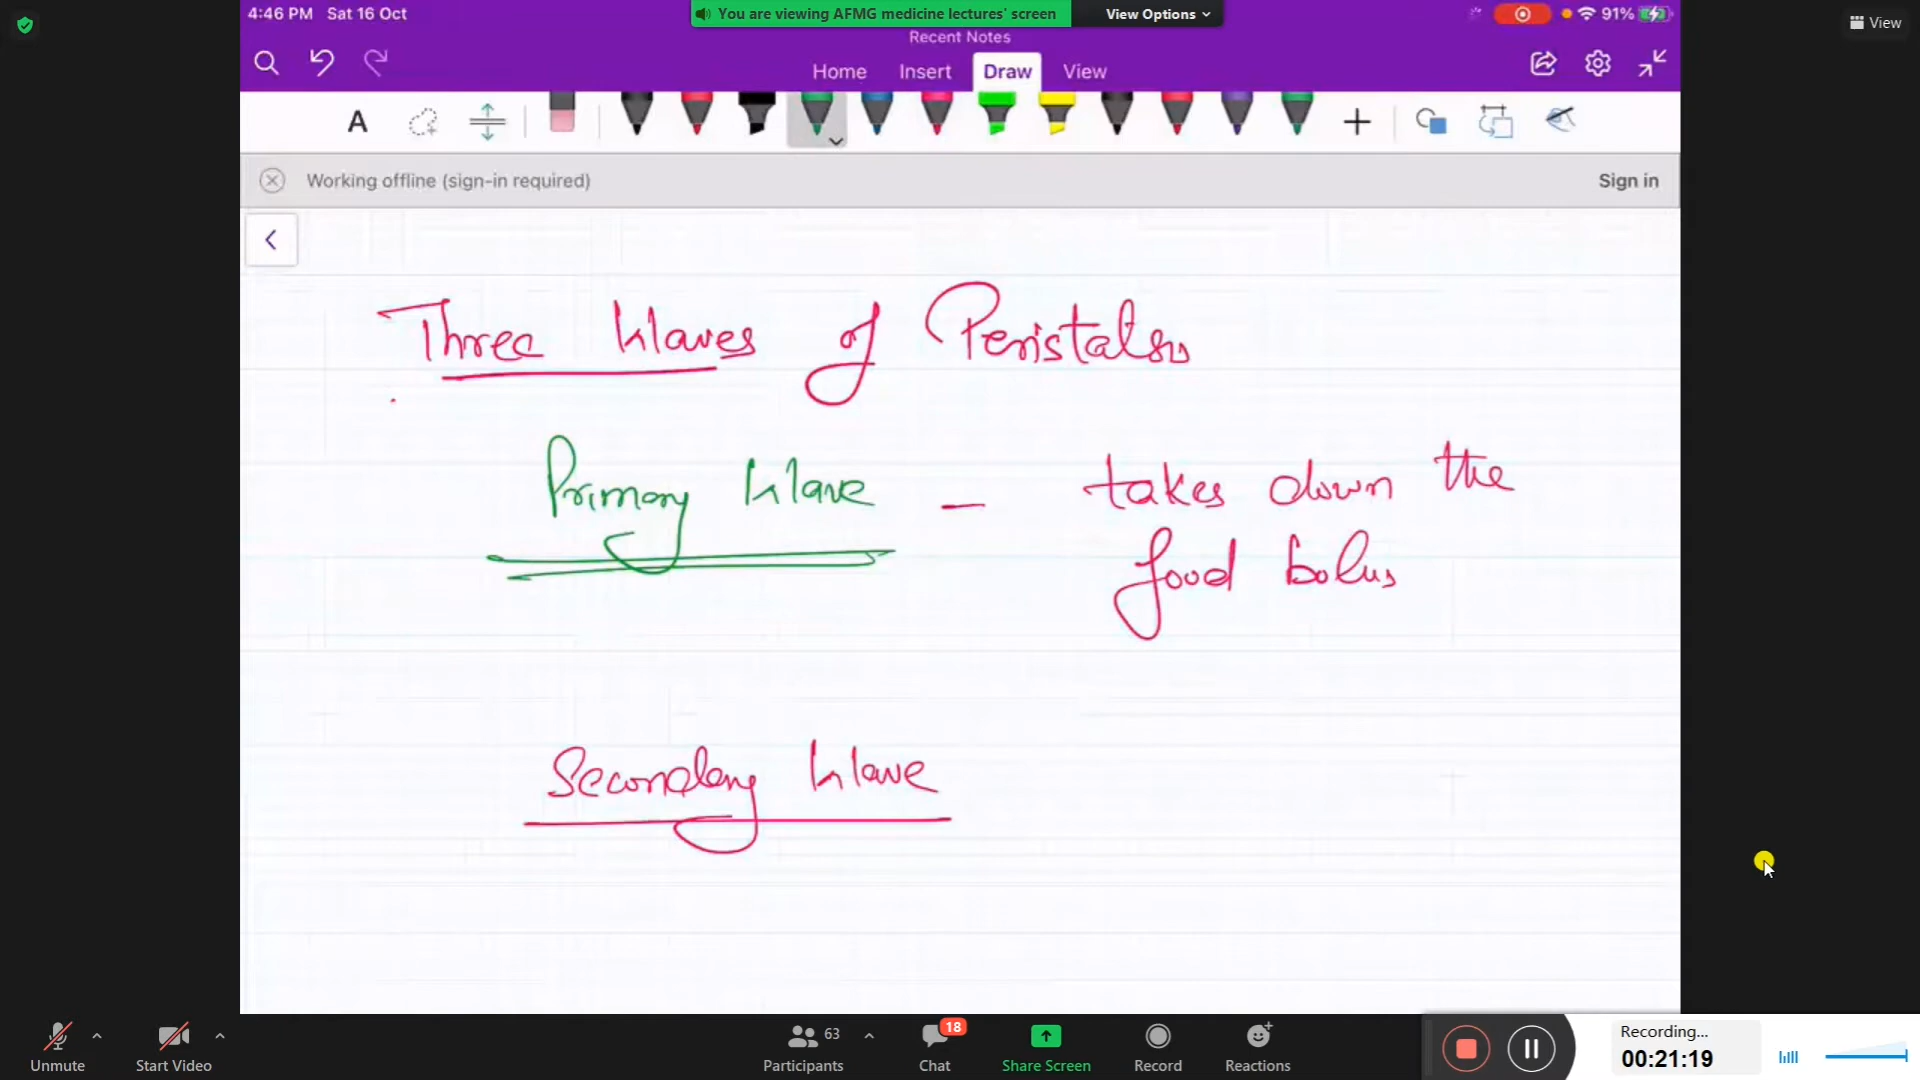 4:46 PM Sat 16 Oct
You are viewing AFMG medicine lectures' screen
View Options
91%
View
Recent Notes
Home Insert Draw View
A
Working offline (sign-in required)
Sign in
Three Waves of Peristalsis
Primary Wave - takes down the
food bolus
Secondary Wave
63
18
Unmute
Start Video
Participants
Chat
Share Screen
Record
Reactions
Recording...
00:21:19